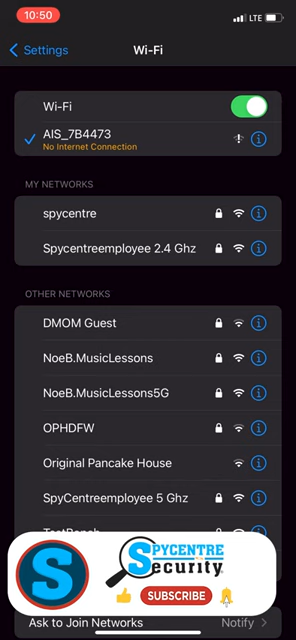 10:50
LTE
Settings
Wi-Fi
Wi-Fi
AIS_7B4473
No Internet Connection
MY NETWORKS
spycentre
Spycentreemployee 2.4 Ghz
OTHER NETWORKS
DMOM Guest
NoeB.MusicLessons
NoeB.MusicLessons5G
OPHDFW
Original Pancake House
SpyCentreemployee 5 Ghz
TestBench
S
SPYCENTRE
Security
SUBSCRIBE
Ask to Join Networks
Notify